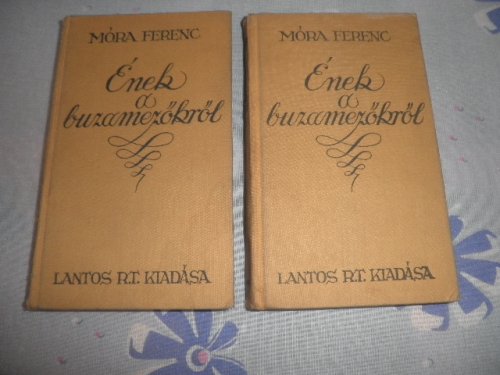 MÓRA FERENC
Ének
a
buzamezőkről
LANTOS R.T. KIADÁSA
MÓRA FERENC
Ének
a
buzamezőkről
LANTOS R.T. KIADÁSA